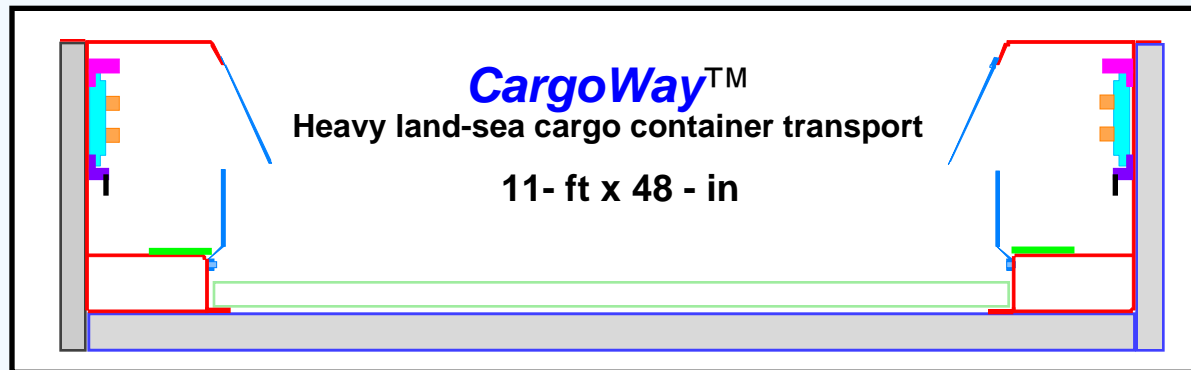 CargoWay™
Heavy land-sea cargo container transport
11- ft x 48 - in